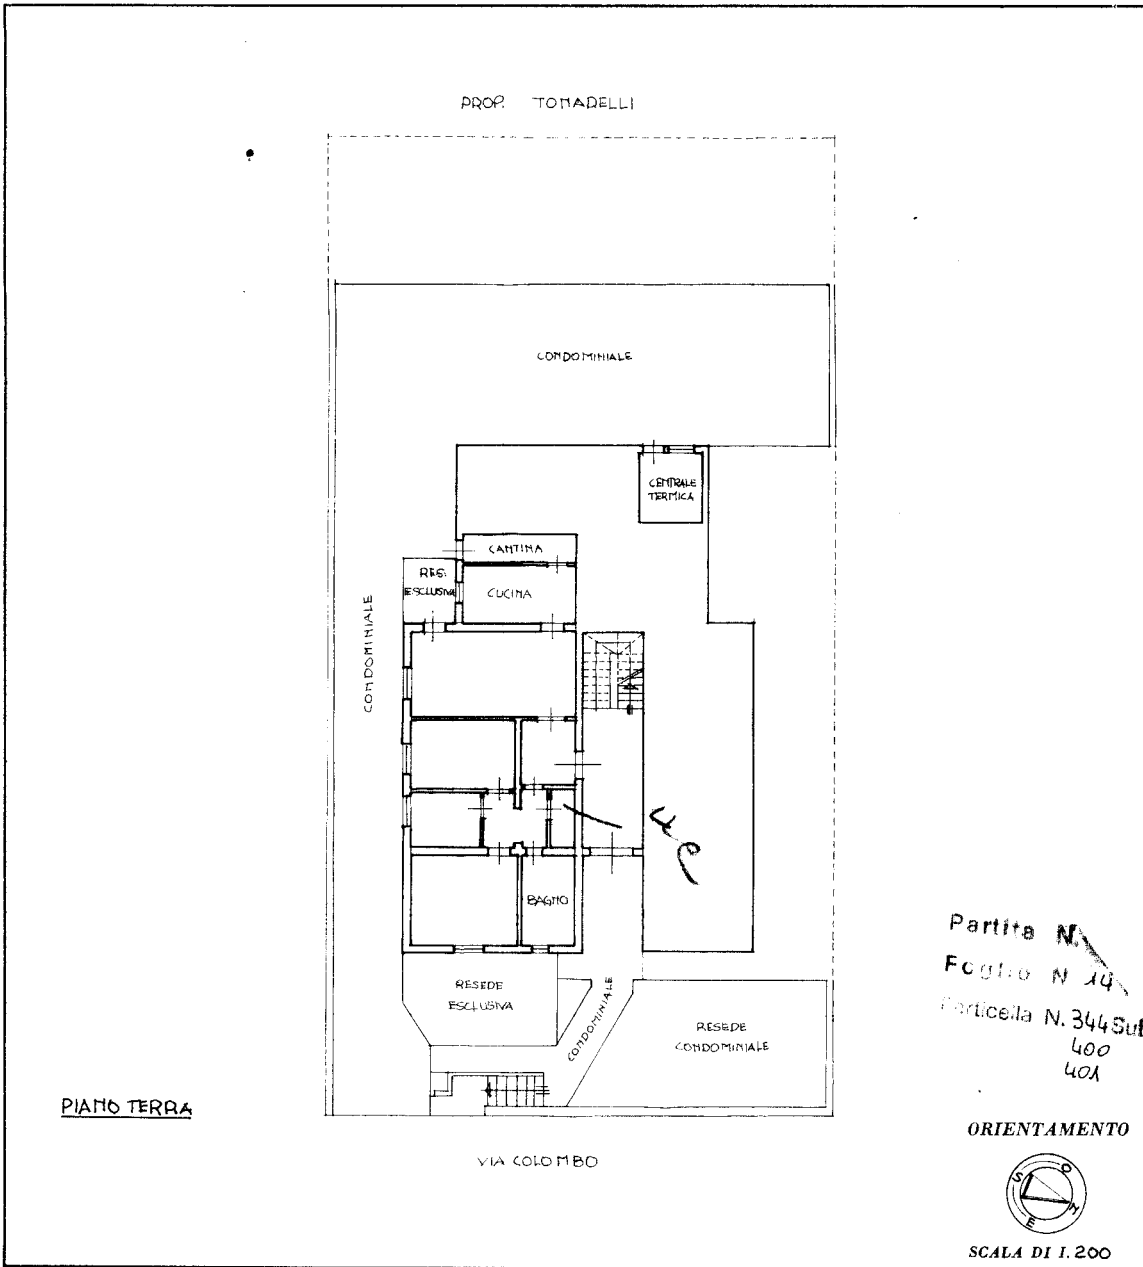 PROP. TOMADELLI
CONDOMINIALE
CENTRALE
TERMICA
CANTINA
RES.
ESCLUSIVA
CUCINA
CONDOMINIALE
BAGNO
RESEDE
ESCLUSIVA
CONDOMINIALE
RESEDE
CONDOMINIALE
Partita N.
Foglio N 14
Particella N. 344 Sub
400
401
PIANO TERRA
VIA COLOMBO
ORIENTAMENTO
S O
E N
SCALA DI 1.200